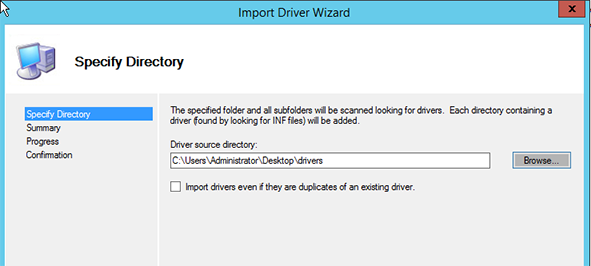 Import Driver Wizard
x
Specify Directory
Specify Directory
Summary
Progress
Confirmation
The specified folder and all subfolders will be scanned looking for drivers. Each directory containing a
driver (found by looking for INF files) will be added.
Driver source directory:
C:\Users\Administrator\Desktop\drivers
Browse...
Import drivers even if they are duplicates of an existing driver.